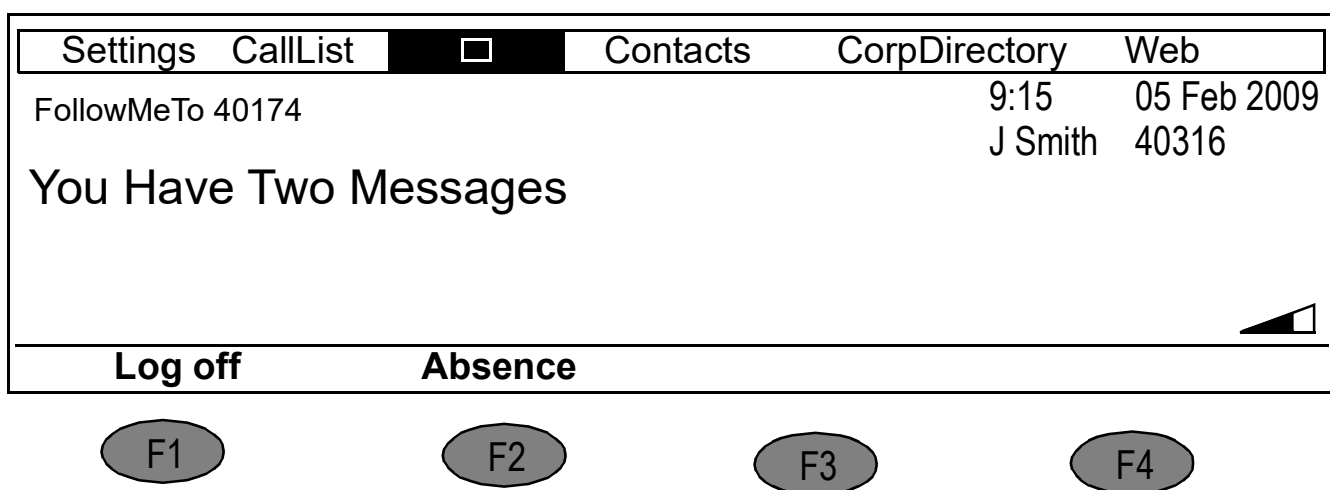 Settings CallList Contacts CorpDirectory Web
FollowMeTo 40174 9:15 05 Feb 2009
J Smith 40316
You Have Two Messages
Log off Absence
F1 F2 F3 F4